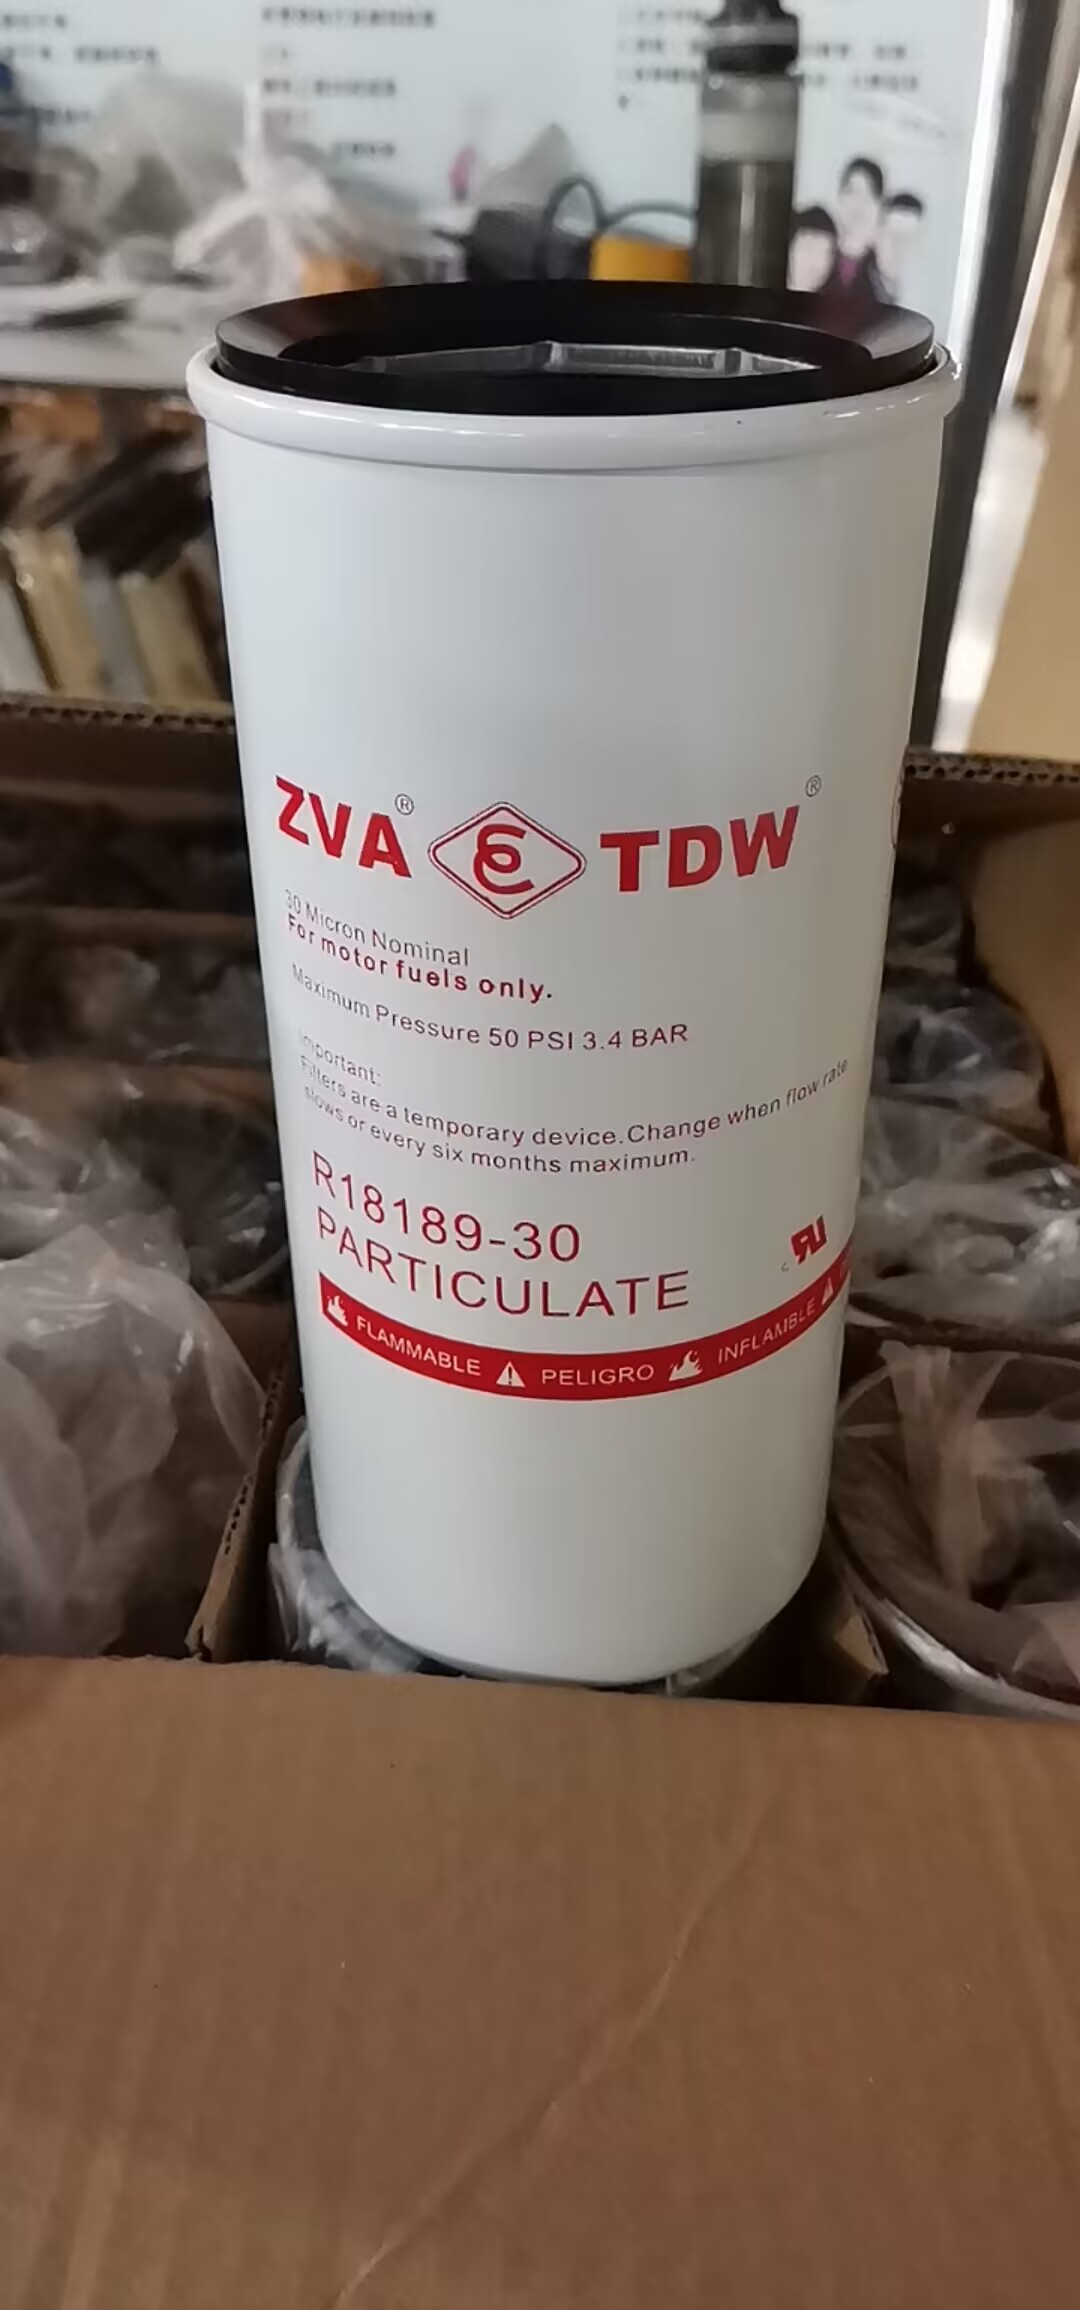 ZVA® TDW®
30 Micron Nominal
For motor fuels only.
Maximum Pressure 50 PSI 3.4 BAR
Important:
Filters are a temporary device.Change when flow rate
slows or every six months maximum.
R18189-30
PARTICULATE
FLAMMABLE PELIGRO INFLAMBLE